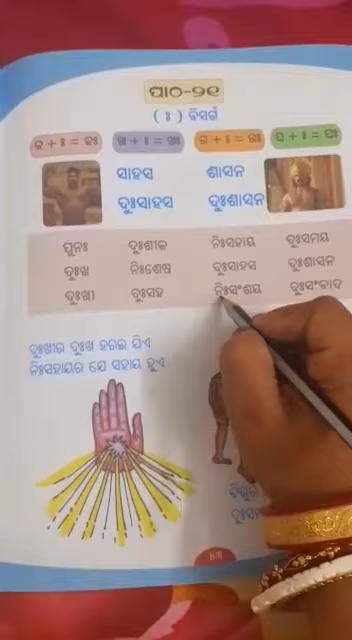 ପାଠ-୨୧
( ଃ ) ବିସର୍ଗ
କ + ଃ = କଃ ଖ + ଃ = ଖଃ ର + ଃ = ରଃ ପ + ଃ = ପଃ
ସାହସ ଶାସନ
ଦୁଃସାହସ ଦୁଃଶାସନ
ପୁନଃ ଦୁଃଶୀଳ ନିଃସହାୟ ଦୁଃସମୟ
ଦୁଃଖ ନିଃଶେଷ ଦୁଃସାହସ ଦୁଃଶାସନ
ଦୁଃଖୀ ଦୁଃସହ ନିଃସଂଶୟ ଦୁଃସଂବାଦ
ଦୁଃଖୀର ଦୁଃଖ ହରଇ ଯିଏ
ନିଃସହାୟର ଯେ ସହାୟ ହୁଏ